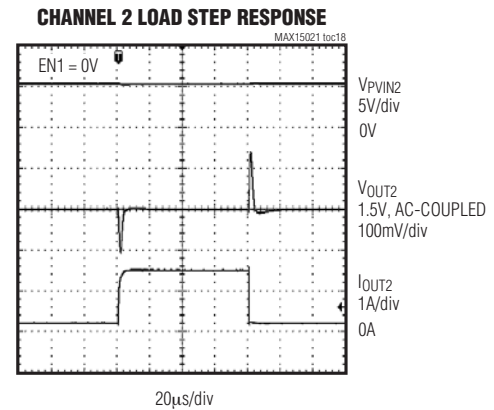 CHANNEL 2 LOAD STEP RESPONSE
MAX15021 toc18
EN1 = 0V
VPVIN2
5V/div
0V
VOUT2
1.5V, AC-COUPLED
100mV/div
IOUT2
1A/div
0A
20μs/div